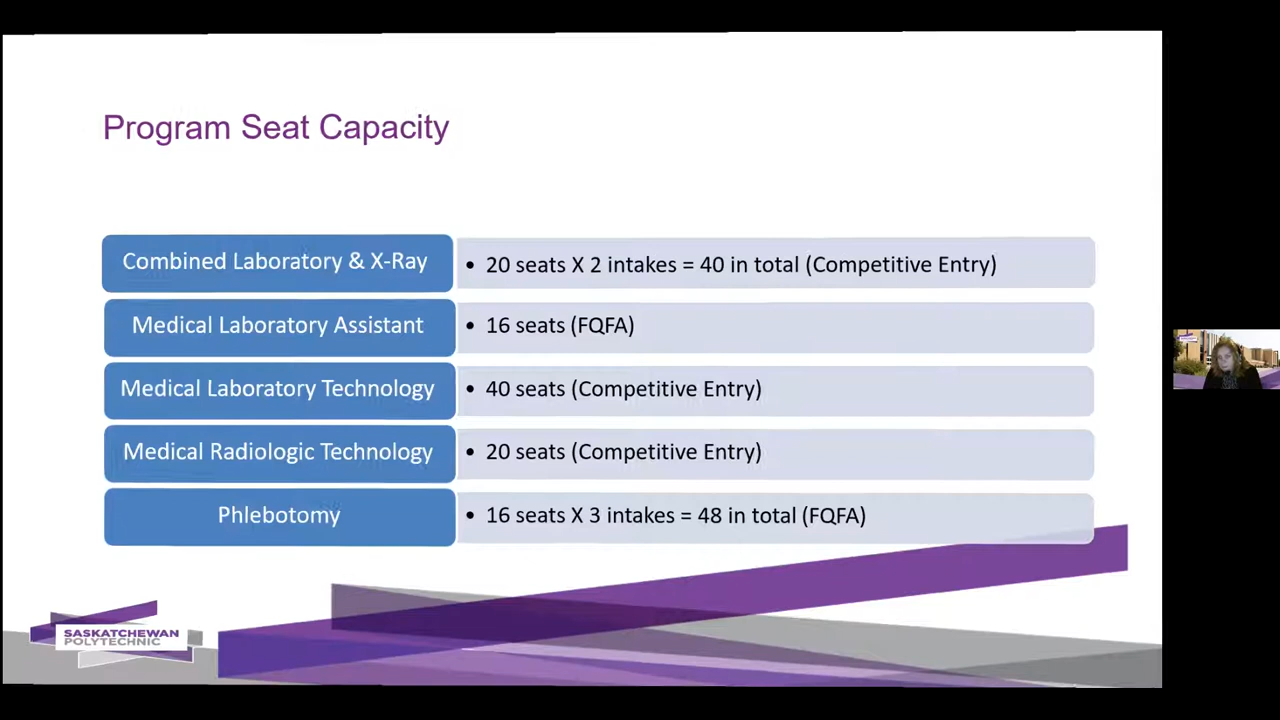 Program Seat Capacity
Combined Laboratory & X-Ray
• 20 seats X 2 intakes = 40 in total (Competitive Entry)
Medical Laboratory Assistant
• 16 seats (FQFA)
Medical Laboratory Technology
• 40 seats (Competitive Entry)
Medical Radiologic Technology
• 20 seats (Competitive Entry)
Phlebotomy
• 16 seats X 3 intakes = 48 in total (FQFA)
SASKATCHEWAN
POLYTECHNIC